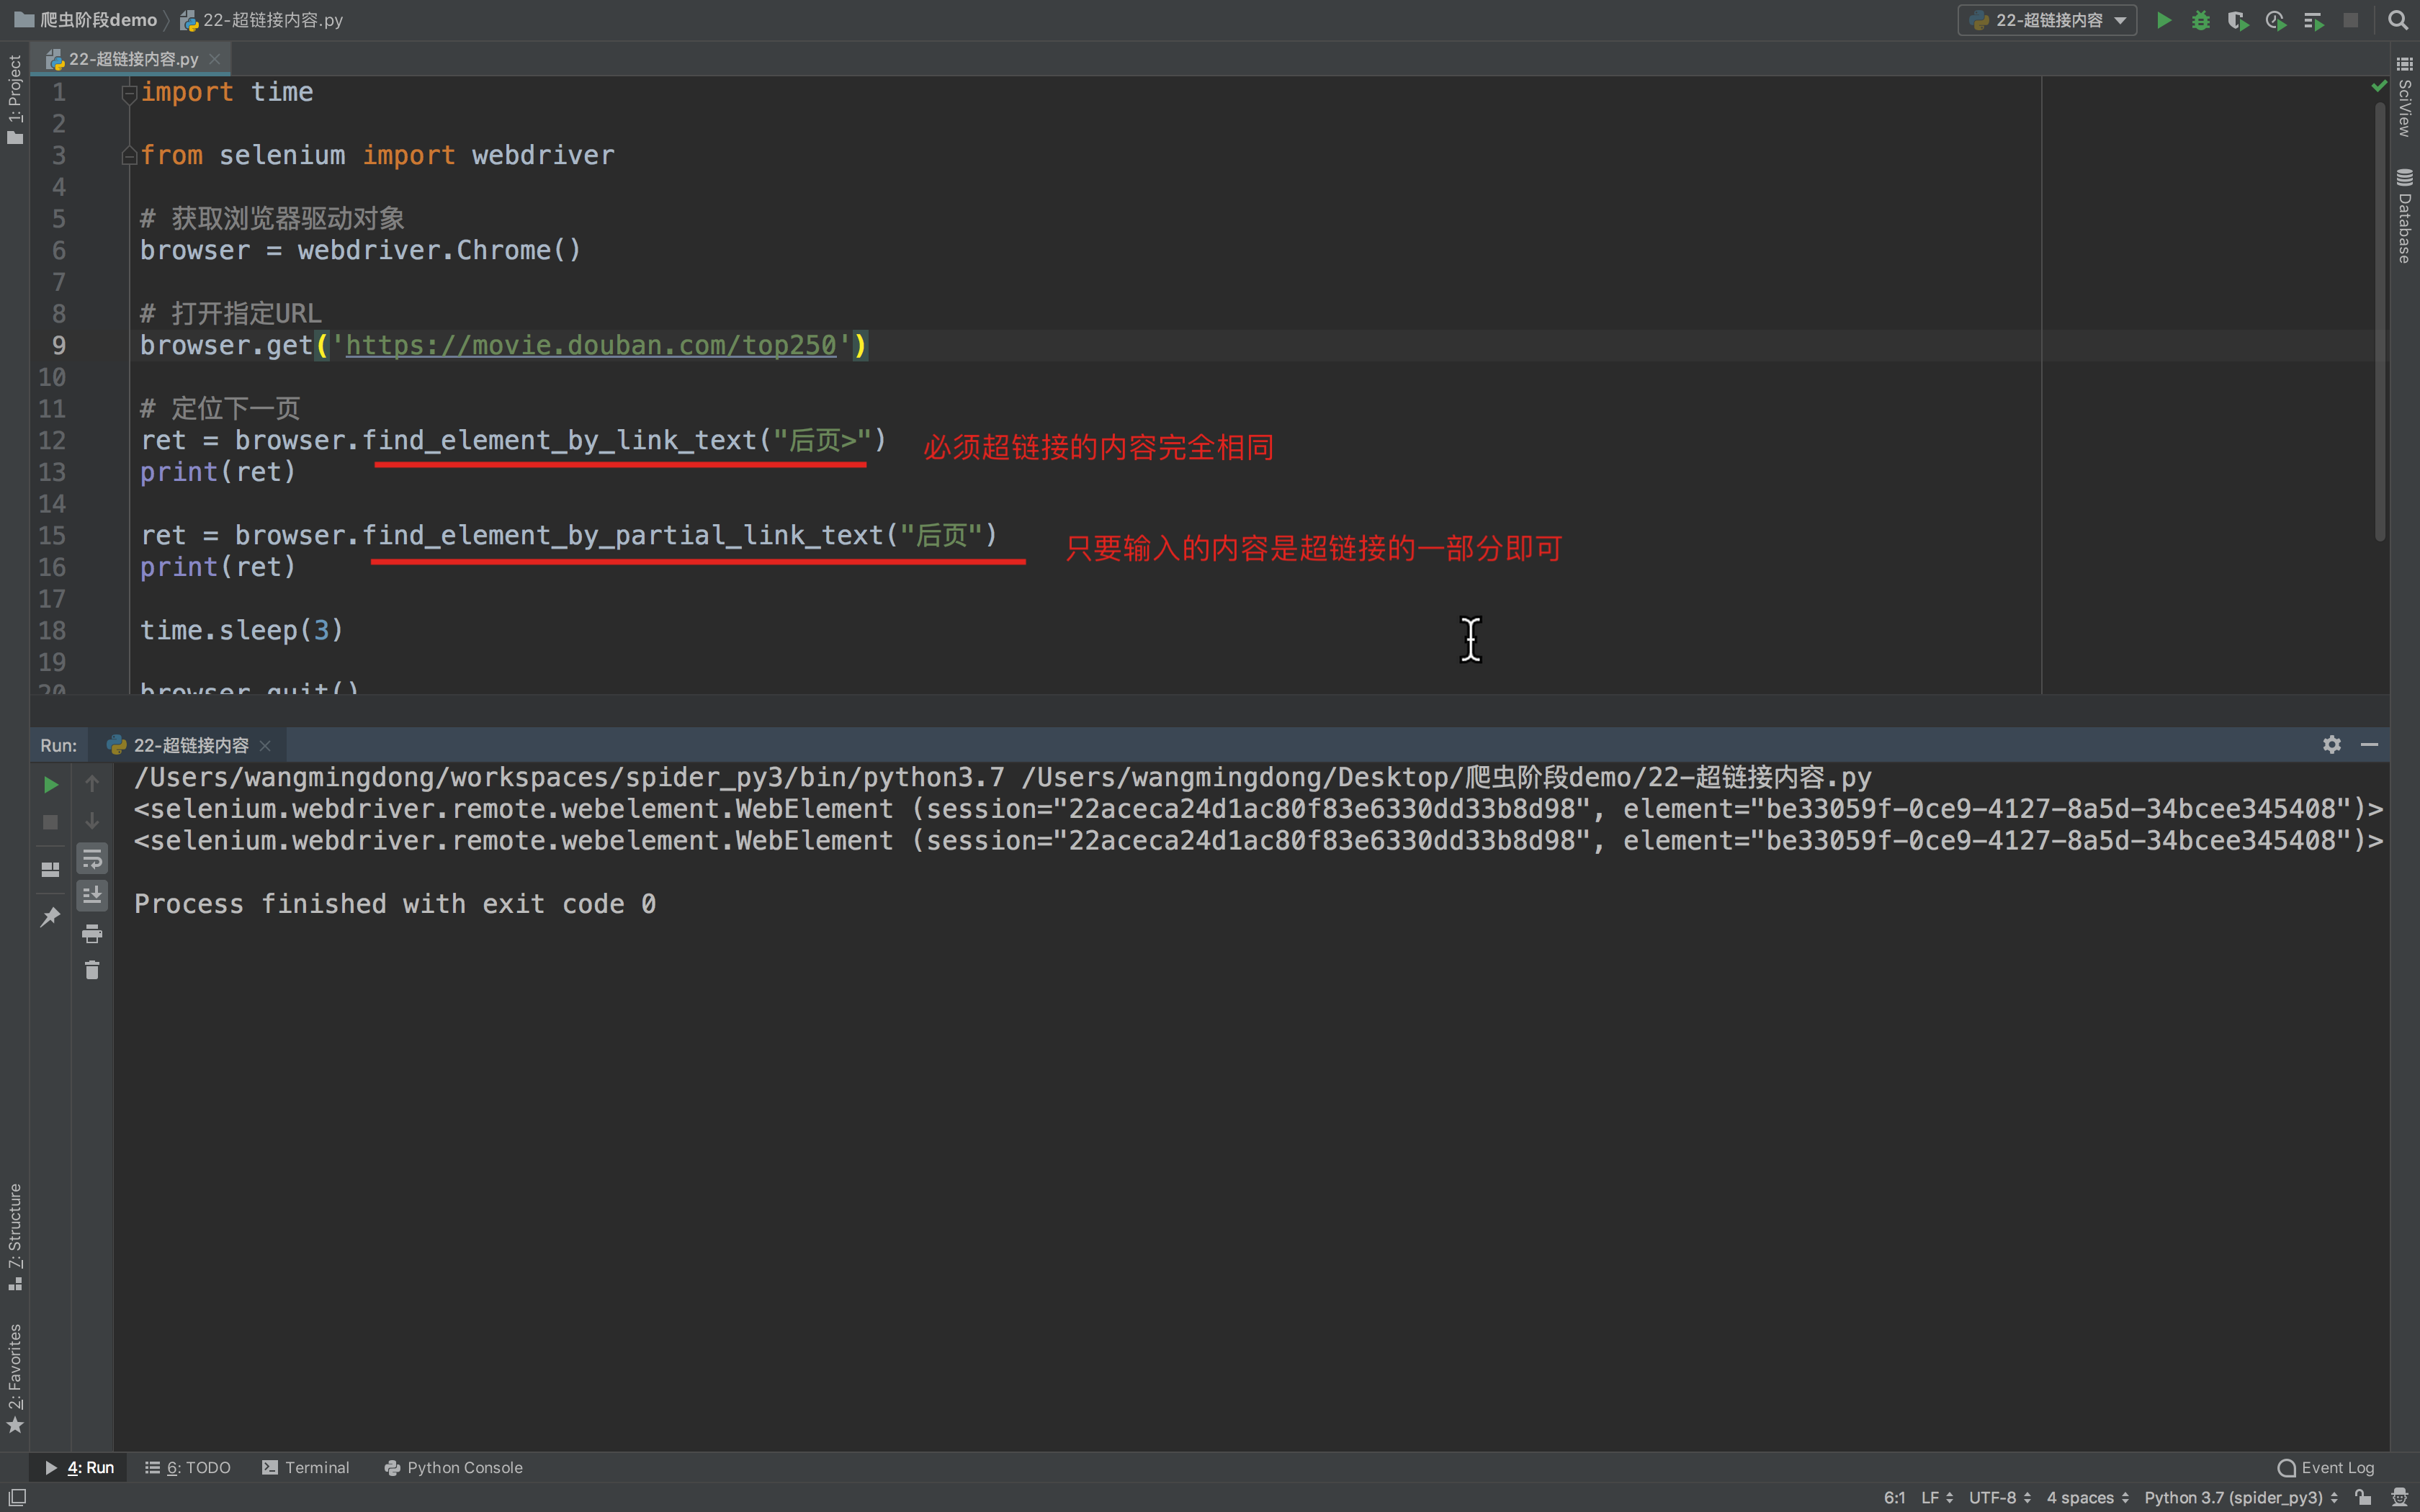 爬虫阶段demo 22-超链接内容.py
22-超链接内容
22-超链接内容.py
1: Project
SciView
Database
1 import time
2
3 from selenium import webdriver
4
5 # 获取浏览器驱动对象
6 browser = webdriver.Chrome()
7
8 # 打开指定URL
9 browser.get('https://movie.douban.com/top250')
10
11 # 定位下一页
12 ret = browser.find_element_by_link_text("后页>") 必须超链接的内容完全相同
13 print(ret)
14
15 ret = browser.find_element_by_partial_link_text("后页") 只要输入的内容是超链接的一部分即可
16 print(ret)
17
18 time.sleep(3)
19
20 browser.quit()
Run: 22-超链接内容
/Users/wangmingdong/workspaces/spider_py3/bin/python3.7 /Users/wangmingdong/Desktop/爬虫阶段demo/22-超链接内容.py
<selenium.webdriver.remote.webelement.WebElement (session="22aceca24d1ac80f83e6330dd33b8d98", element="be33059f-0ce9-4127-8a5d-34bcee345408")>
<selenium.webdriver.remote.webelement.WebElement (session="22aceca24d1ac80f83e6330dd33b8d98", element="be33059f-0ce9-4127-8a5d-34bcee345408")>
Process finished with exit code 0
7: Structure
2: Favorites
4: Run 6: TODO Terminal Python Console Event Log
6:1 LF UTF-8 4 spaces Python 3.7 (spider_py3)